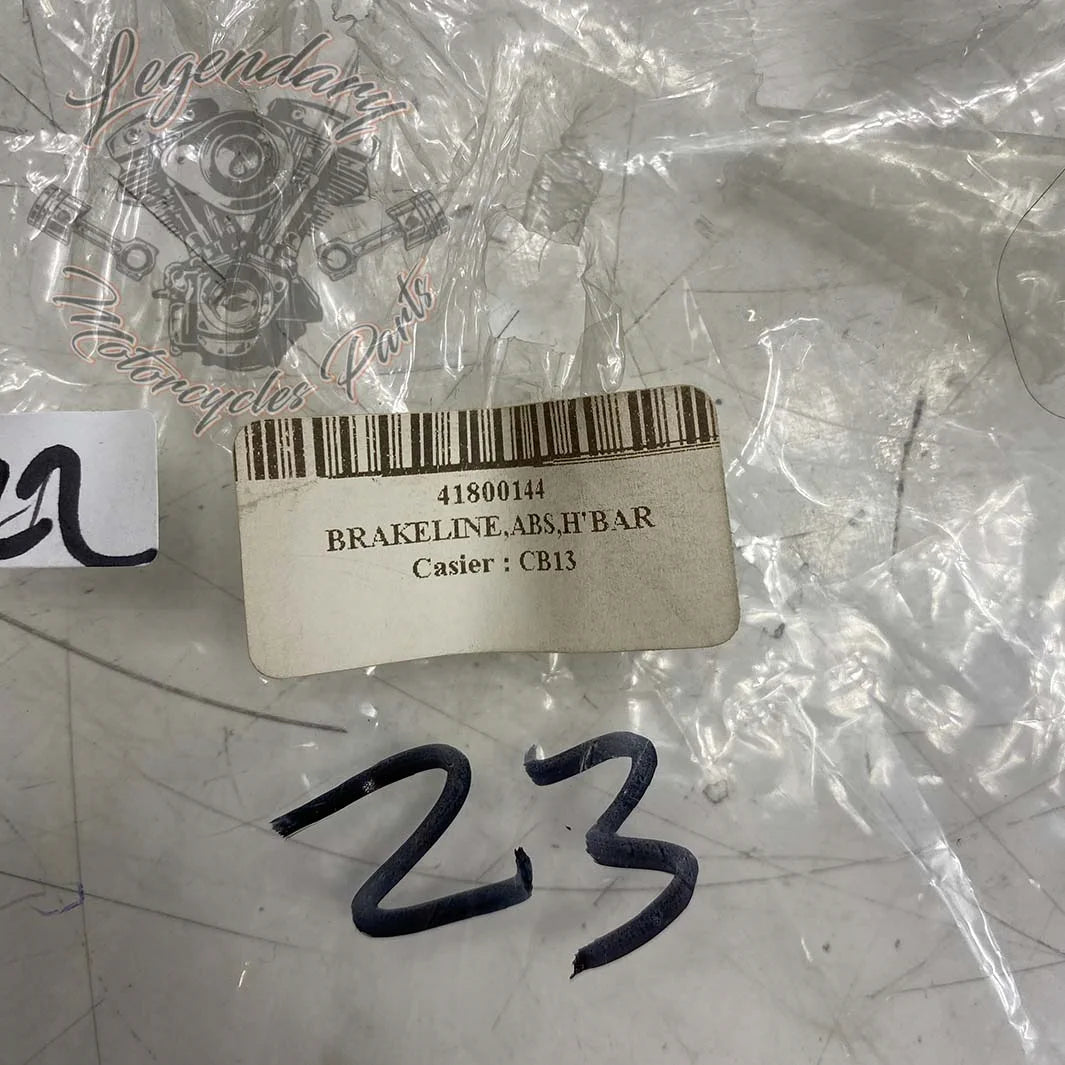 Legendary
Motorcycles Parts
41800144
BRAKELINE,ABS,H'BAR
Casier : CB13
23